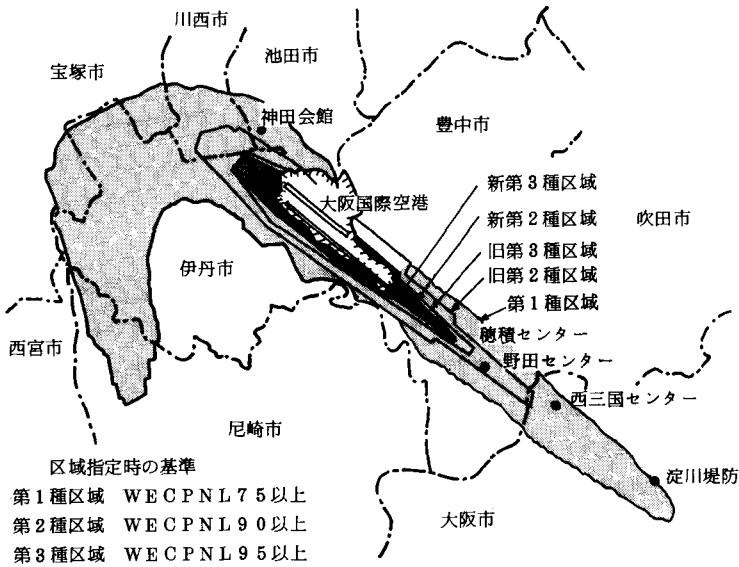 川西市
池田市
宝塚市
神田会館
豊中市
大阪国際空港
新第3種区域
新第2種区域
吹田市
旧第3種区域
旧第2種区域
伊丹市
第1種区域
穂積センター
西宮市
野田センター
西三国センター
尼崎市
淀川堤防
大阪市
区域指定時の基準
第1種区域 WECPNL75以上
第2種区域 WECPNL90以上
第3種区域 WECPNL95以上